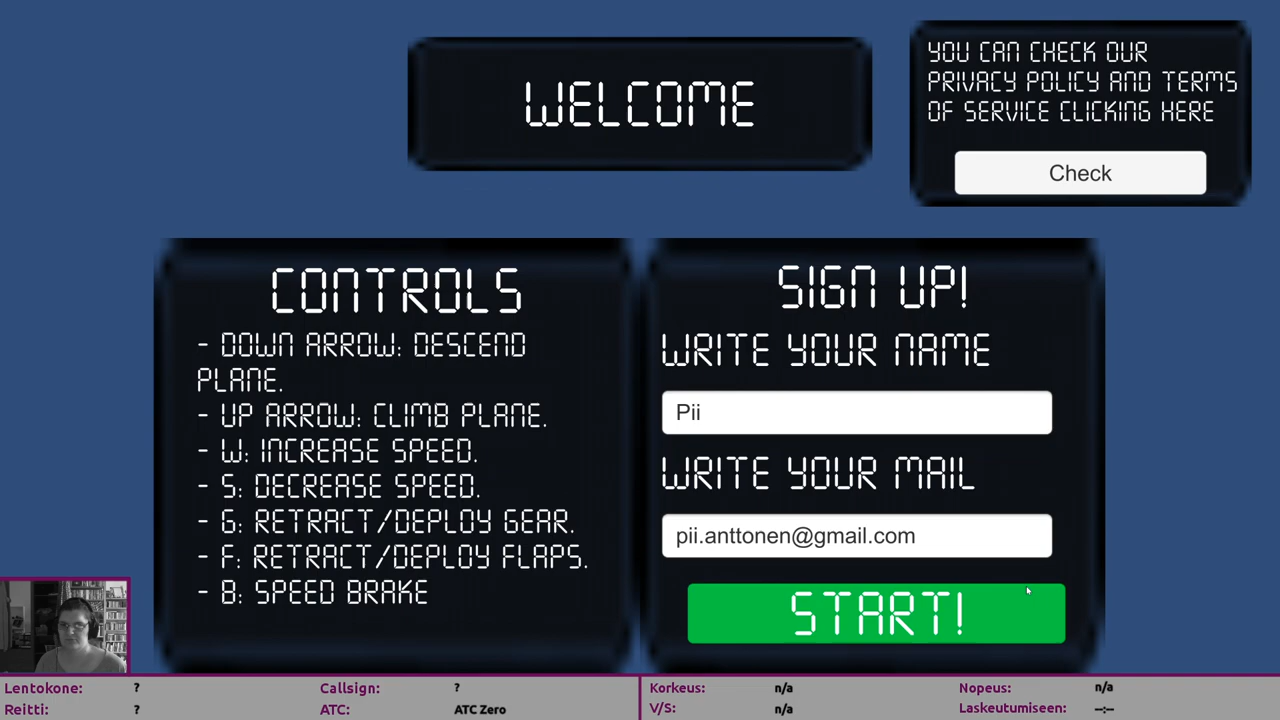 WELCOME
YOU CAN CHECK OUR
PRIVACY POLICY AND TERMS
OF SERVICE CLICKING HERE
Check
CONTROLS
- DOWN ARROW: DESCEND
PLANE.
- UP ARROW: CLIMB PLANE.
- W: INCREASE SPEED.
- S: DECREASE SPEED.
- G: RETRACT/DEPLOY GEAR.
- F: RETRACT/DEPLOY FLAPS.
- B: SPEED BRAKE
SIGN UP!
WRITE YOUR NAME
Pii
WRITE YOUR MAIL
pii.anttonen@gmail.com
START!
Lentokone: ? Callsign: ? Korkeus: n/a Nopeus: n/a
Reitti: ? ATC: ATC Zero V/S: n/a Laskeutumiseen: --:--